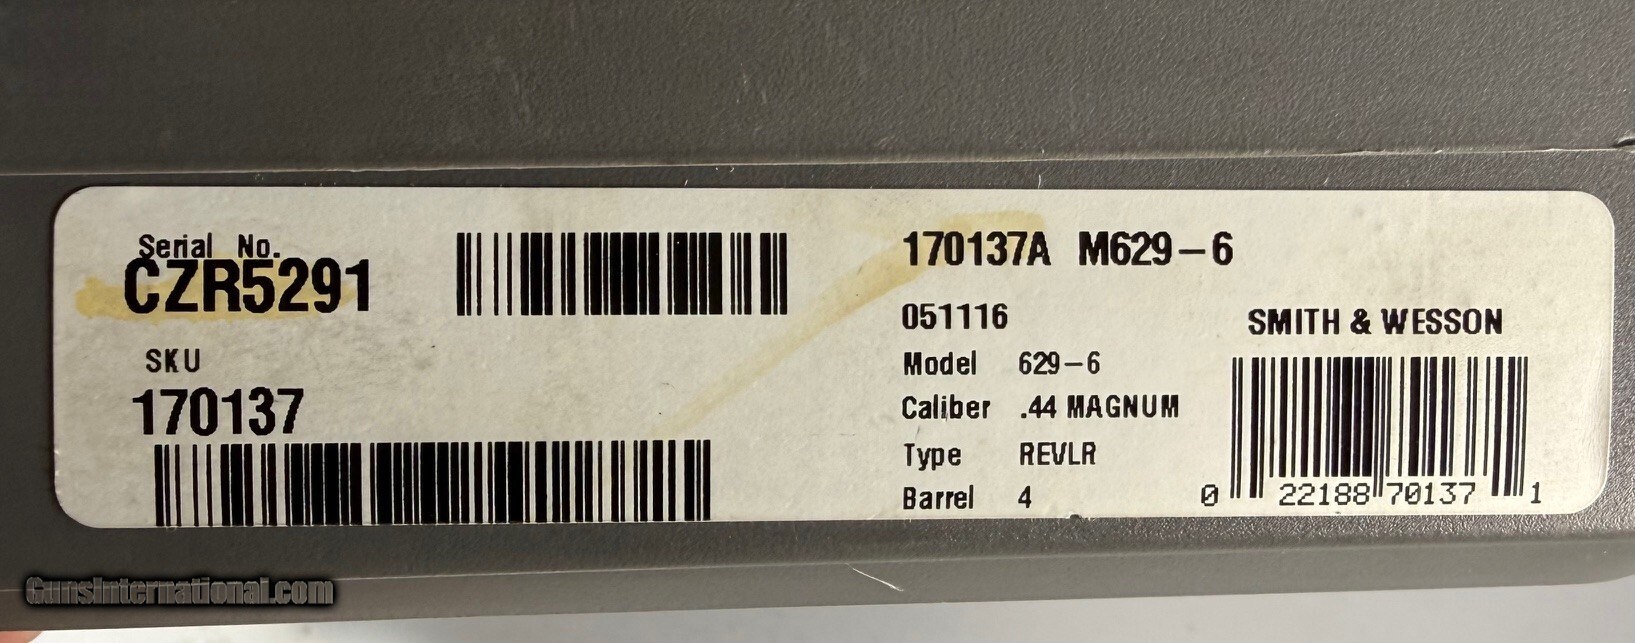 Serial No.
CZR5291
SKU
170137
170137A M629-6
051116
Model 629-6
Caliber .44 MAGNUM
Type REVLR
Barrel 4
SMITH & WESSON
0 22188 70137 1
GunsInternational.com